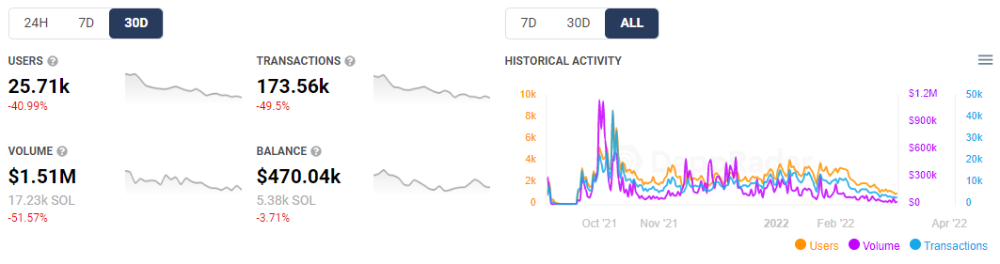 24H 7D 30D
USERS ?
25.71k
-40.99%
TRANSACTIONS ?
173.56k
-49.5%
VOLUME ?
$1.51M
17.23k SOL
-51.57%
BALANCE ?
$470.04k
5.38k SOL
-3.71%
7D 30D ALL
HISTORICAL ACTIVITY
10k $1.2M 50k
8k $900k 40k
6k $600k 30k
4k 20k
2k $300k 10k
0 $0 0
Oct '21 Nov '21 2022 Feb '22 Apr '22
Users Volume Transactions